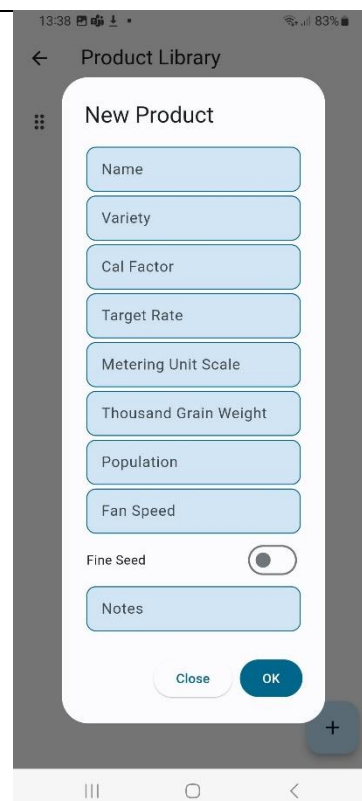 13:38 83%
Product Library
New Product
Name
Variety
Cal Factor
Target Rate
Metering Unit Scale
Thousand Grain Weight
Population
Fan Speed
Fine Seed
Notes
Close OK
+